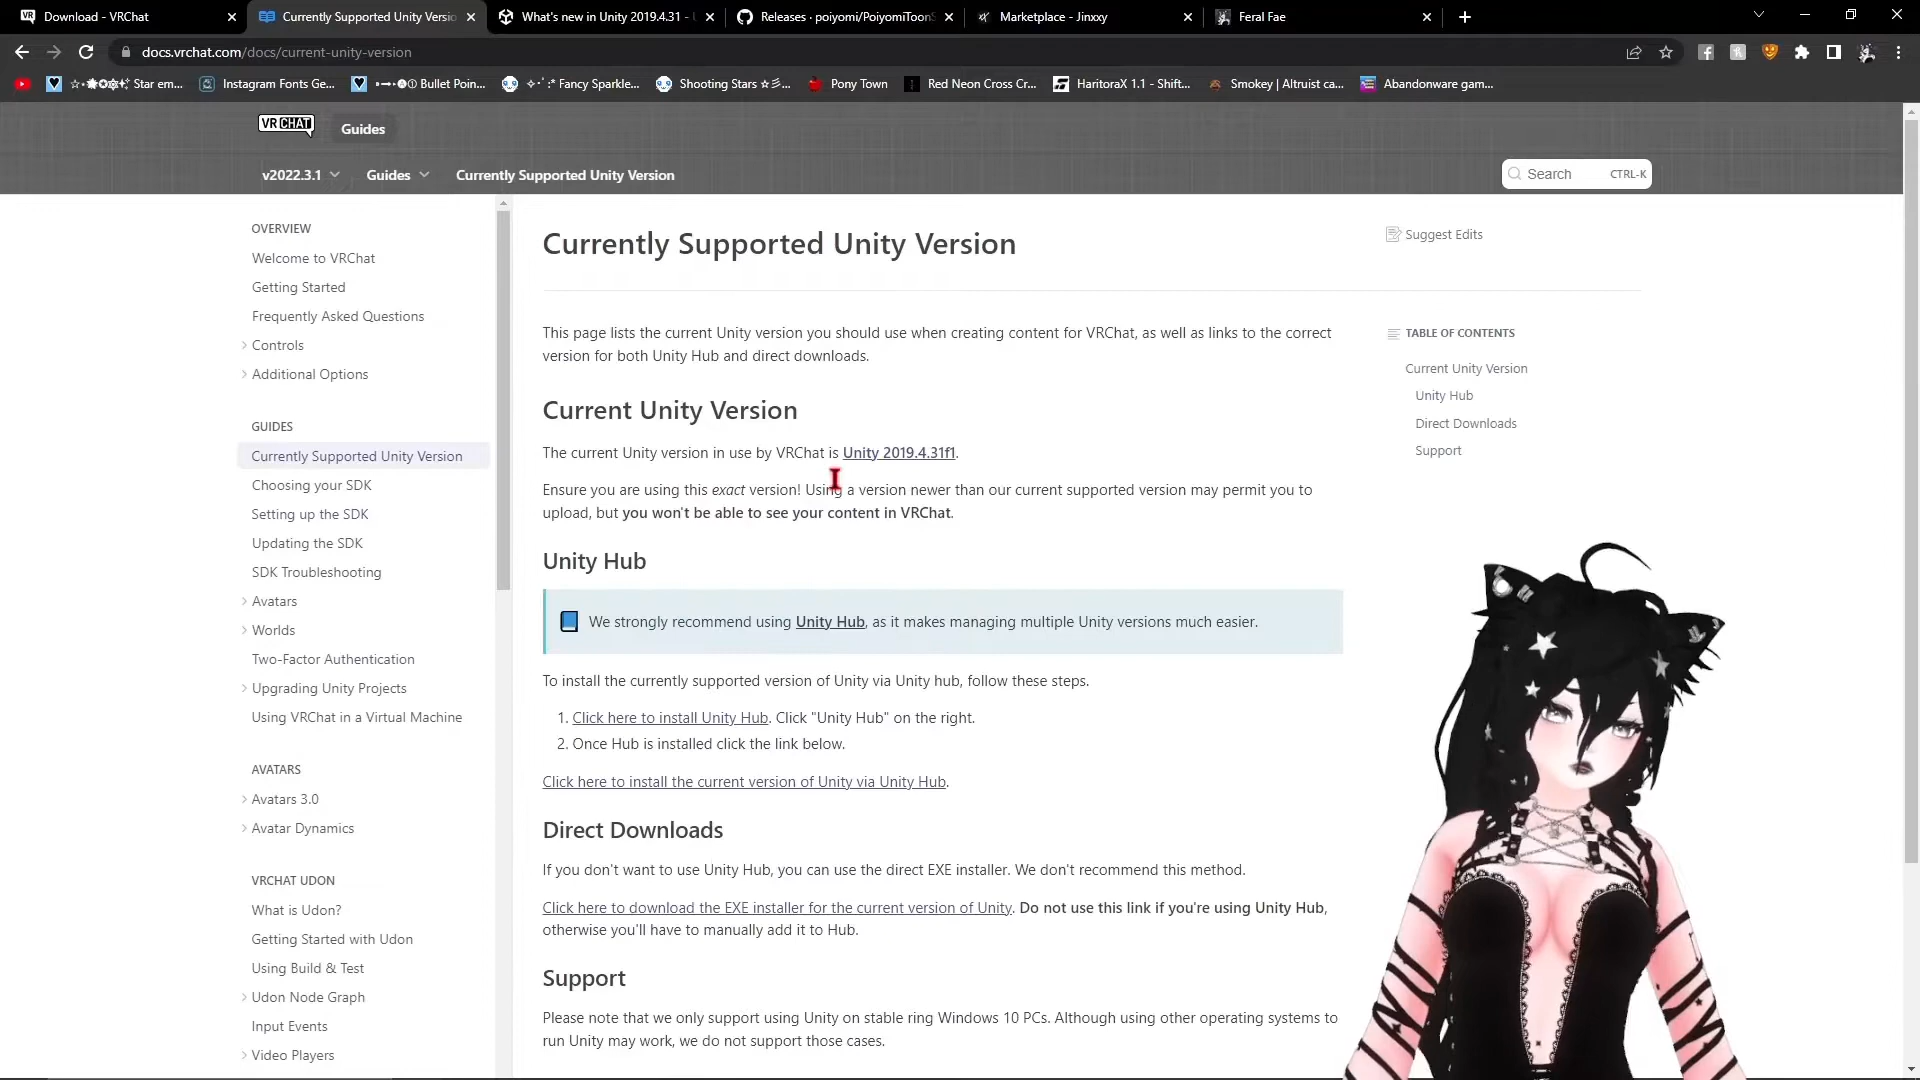 Download - VRChat
Currently Supported Unity Versio
What's new in Unity 2019.4.31 - U
Releases · poiyomi/PoiyomiToonS
Marketplace - Jinxxy
Feral Fae
docs.vrchat.com/docs/current-unity-version
Star em...
Instagram Fonts Ge...
Bullet Poin...
Fancy Sparkle...
Shooting Stars
Pony Town
Red Neon Cross Cr...
HaritoraX 1.1 - Shift...
Smokey | Altruist ca...
Abandonware gam...
VRCHAT
Guides
v2022.3.1
Guides
Currently Supported Unity Version
Search
CTRL-K
OVERVIEW
Welcome to VRChat
Getting Started
Frequently Asked Questions
Controls
Additional Options
GUIDES
Currently Supported Unity Version
Choosing your SDK
Setting up the SDK
Updating the SDK
SDK Troubleshooting
Avatars
Worlds
Two-Factor Authentication
Upgrading Unity Projects
Using VRChat in a Virtual Machine
AVATARS
Avatars 3.0
Avatar Dynamics
VRCHAT UDON
What is Udon?
Getting Started with Udon
Using Build & Test
Udon Node Graph
Input Events
Video Players
Currently Supported Unity Version
This page lists the current Unity version you should use when creating content for VRChat, as well as links to the correct
version for both Unity Hub and direct downloads.
Current Unity Version
The current Unity version in use by VRChat is Unity 2019.4.31f1.
Ensure you are using this exact version! Using a version newer than our current supported version may permit you to
upload, but you won't be able to see your content in VRChat.
Unity Hub
We strongly recommend using Unity Hub, as it makes managing multiple Unity versions much easier.
To install the currently supported version of Unity via Unity hub, follow these steps.
1. Click here to install Unity Hub. Click "Unity Hub" on the right.
2. Once Hub is installed click the link below.
Click here to install the current version of Unity via Unity Hub.
Direct Downloads
If you don't want to use Unity Hub, you can use the direct EXE installer. We don't recommend this method.
Click here to download the EXE installer for the current version of Unity. Do not use this link if you're using Unity Hub,
otherwise you'll have to manually add it to Hub.
Support
Please note that we only support using Unity on stable ring Windows 10 PCs. Although using other operating systems to
run Unity may work, we do not support those cases.
Suggest Edits
TABLE OF CONTENTS
Current Unity Version
Unity Hub
Direct Downloads
Support